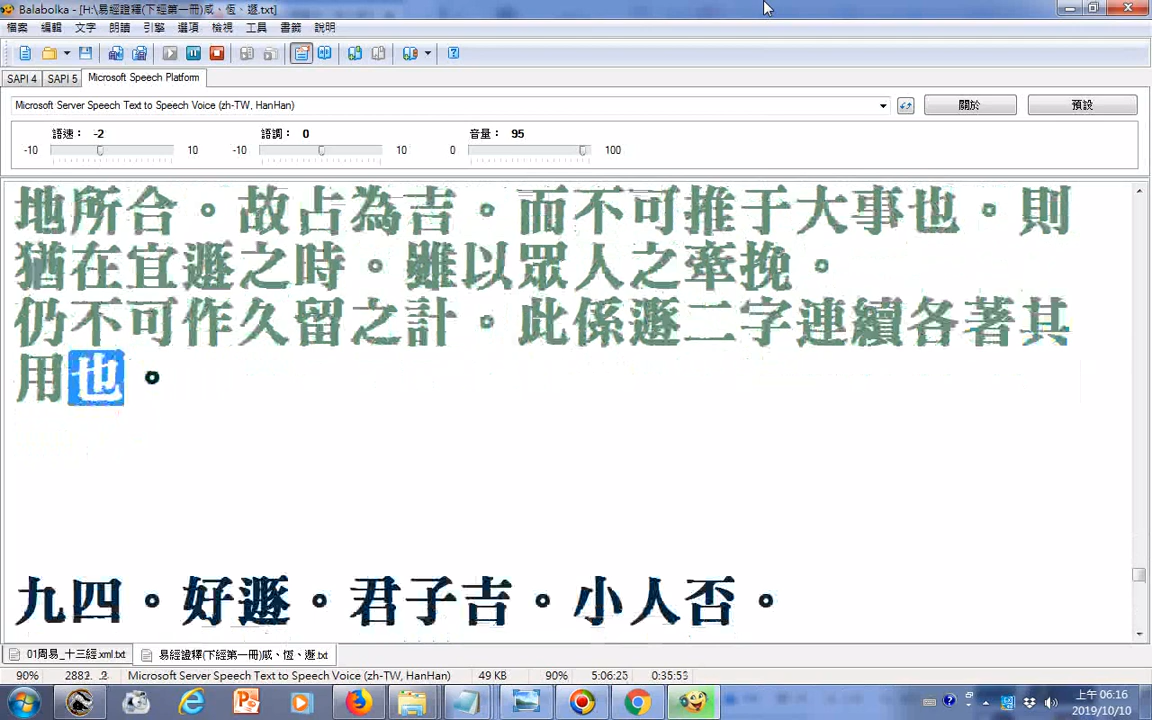 Balabolka - [H:\易經證釋(下經第一冊)咸、恆、遯.txt]
檔案 編輯 文字 朗讀 引擎 選項 檢視 工具 書籤 說明
SAPI 4 SAPI 5 Microsoft Speech Platform
Microsoft Server Speech Text to Speech Voice (zh-TW, HanHan) 關於 預設
語速： -2 語調： 0 音量： 95
-10 10 -10 10 0 100
地所合。故占為吉。而不可推于大事也。則
猶在宜遯之時。雖以眾人之牽挽。
仍不可作久留之計。此係遯二字連續各著其
用也。
九四。好遯。君子吉。小人否。
01周易_十三經.xml.txt 易經證釋(下經第一冊)咸、恆、遯.txt
90% 2882: 2 Microsoft Server Speech Text to Speech Voice (zh-TW, HanHan) 49 KB 90% 5:06:23 0:35:53
上午 06:16
2019/10/10